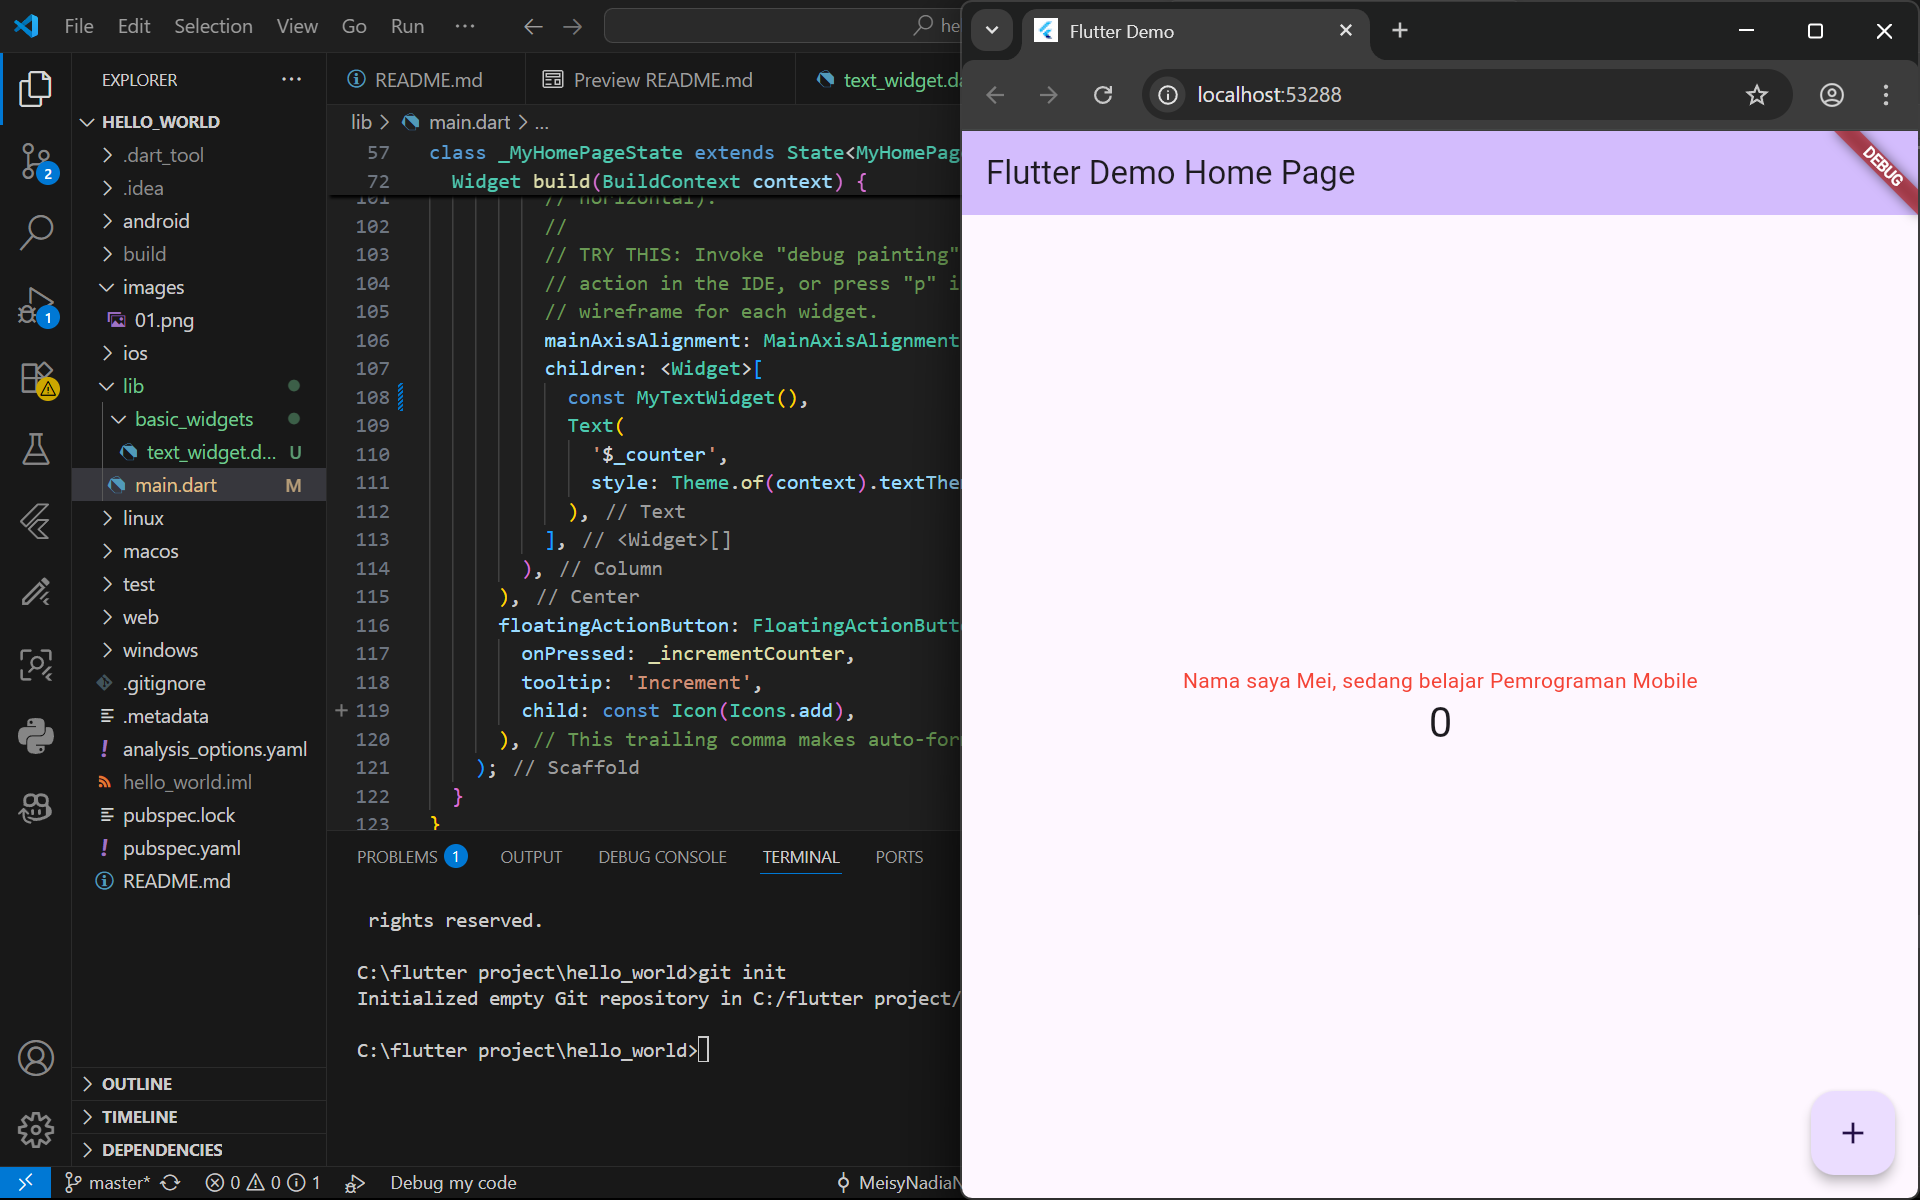 File Edit Selection View Go Run ...
he
EXPLORER
HELLO_WORLD
.dart_tool
.idea
android
build
images
01.png
ios
lib
basic_widgets
text_widget.d... U
main.dart M
linux
macos
test
web
windows
.gitignore
.metadata
analysis_options.yaml
hello_world.iml
pubspec.lock
pubspec.yaml
README.md
OUTLINE
TIMELINE
DEPENDENCIES
2
1
README.md
Preview README.md
text_widget.da
lib > main.dart > ...
57 class _MyHomePageState extends State<MyHomePag
72 Widget build(BuildContext context) {
101 // horizontal).
102 //
103 // TRY THIS: Invoke "debug painting"
104 // action in the IDE, or press "p" i
105 // wireframe for each widget.
106 mainAxisAlignment: MainAxisAlignment
107 children: <Widget>[
108 const MyTextWidget(),
109 Text(
110 '$_counter',
111 style: Theme.of(context).textThe
112 ), // Text
113 ], // <Widget>[]
114 ), // Column
115 ), // Center
116 floatingActionButton: FloatingActionButt
117 onPressed: _incrementCounter,
118 tooltip: 'Increment',
119 child: const Icon(Icons.add),
120 ), // This trailing comma makes auto-for
121 ); // Scaffold
122 }
123 }
PROBLEMS 1 OUTPUT DEBUG CONSOLE TERMINAL PORTS
rights reserved.
C:\flutter project\hello_world>git init
Initialized empty Git repository in C:/flutter project/
C:\flutter project\hello_world>
master* 0 0 1 Debug my code MeisyNadiaN
Flutter Demo
localhost:53288
Flutter Demo Home Page
DEBUG
Nama saya Mei, sedang belajar Pemrograman Mobile
0
+